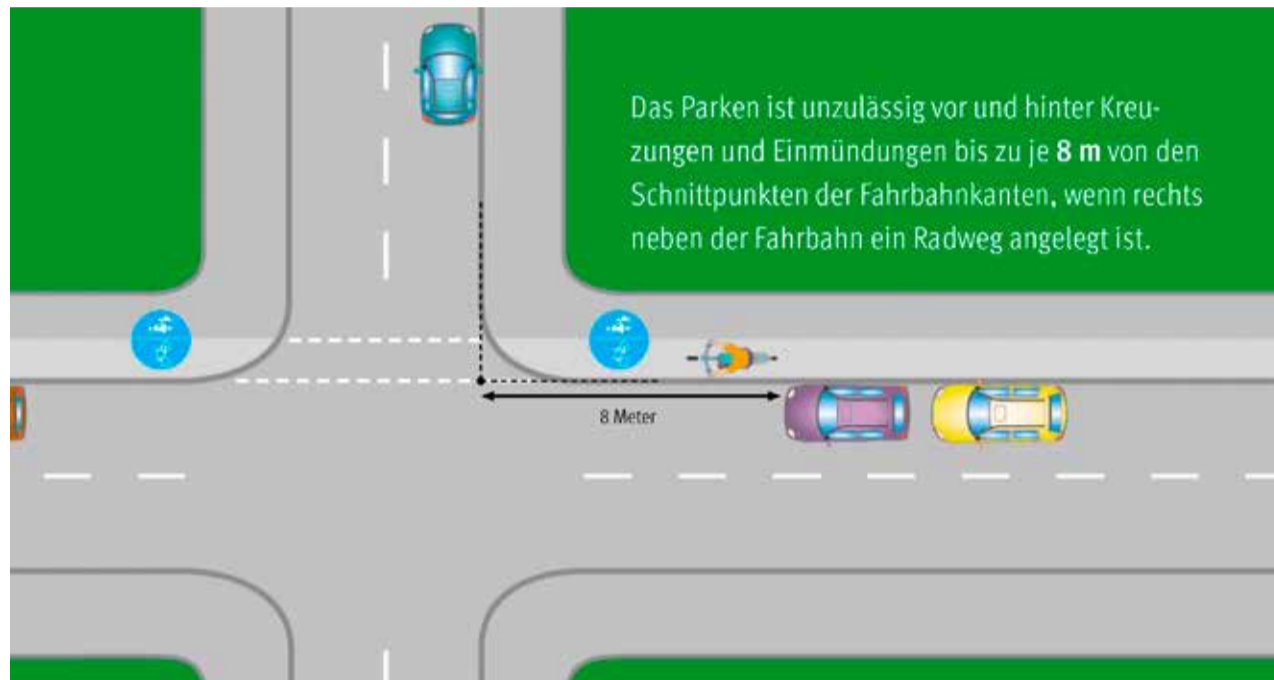 Das Parken ist unzulässig vor und hinter Kreu-
zungen und Einmündungen bis zu je 8 m von den
Schnittpunkten der Fahrbahnkanten, wenn rechts
neben der Fahrbahn ein Radweg angelegt ist.
8 Meter